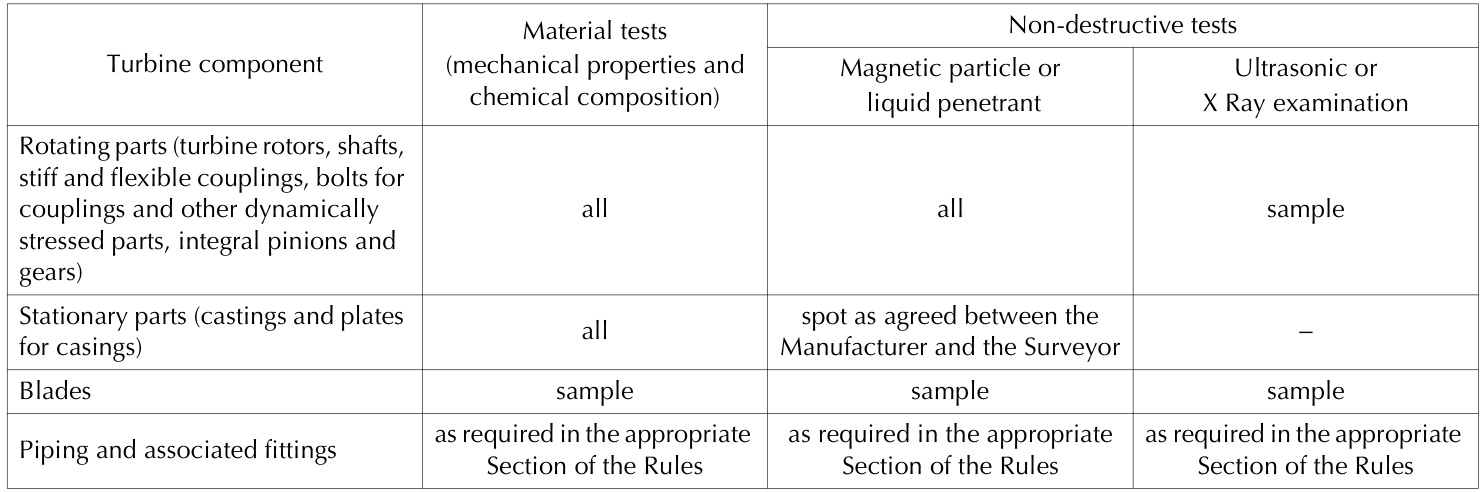 Turbine component
Material tests
(mechanical properties and
chemical composition)
Non-destructive tests
Magnetic particle or
liquid penetrant
Ultrasonic or
X Ray examination
Rotating parts (turbine rotors, shafts,
stiff and flexible couplings, bolts for
couplings and other dynamically
stressed parts, integral pinions and
gears)
all
all
sample
Stationary parts (castings and plates
for casings)
all
spot as agreed between the
Manufacturer and the Surveyor
–
Blades
sample
sample
sample
Piping and associated fittings
as required in the appropriate
Section of the Rules
as required in the appropriate
Section of the Rules
as required in the appropriate
Section of the Rules